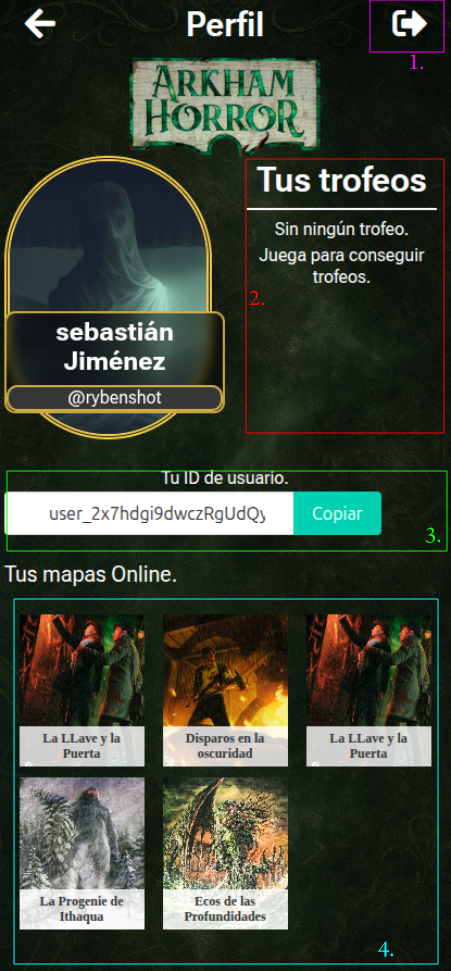 Perfil
1.
ARKHAM
HORROR
Tus trofeos
Sin ningún trofeo.
Juega para conseguir
trofeos.
2.
sebastián
Jiménez
@rybenshot
Tu ID de usuario.
user_2x7hdgi9dwczRgUdQy
Copiar
3.
Tus mapas Online.
La LLave y la
Puerta
Disparos en la
oscuridad
La LLave y la
Puerta
La Progenie de
Ithaqua
Ecos de las
Profundidades
4.